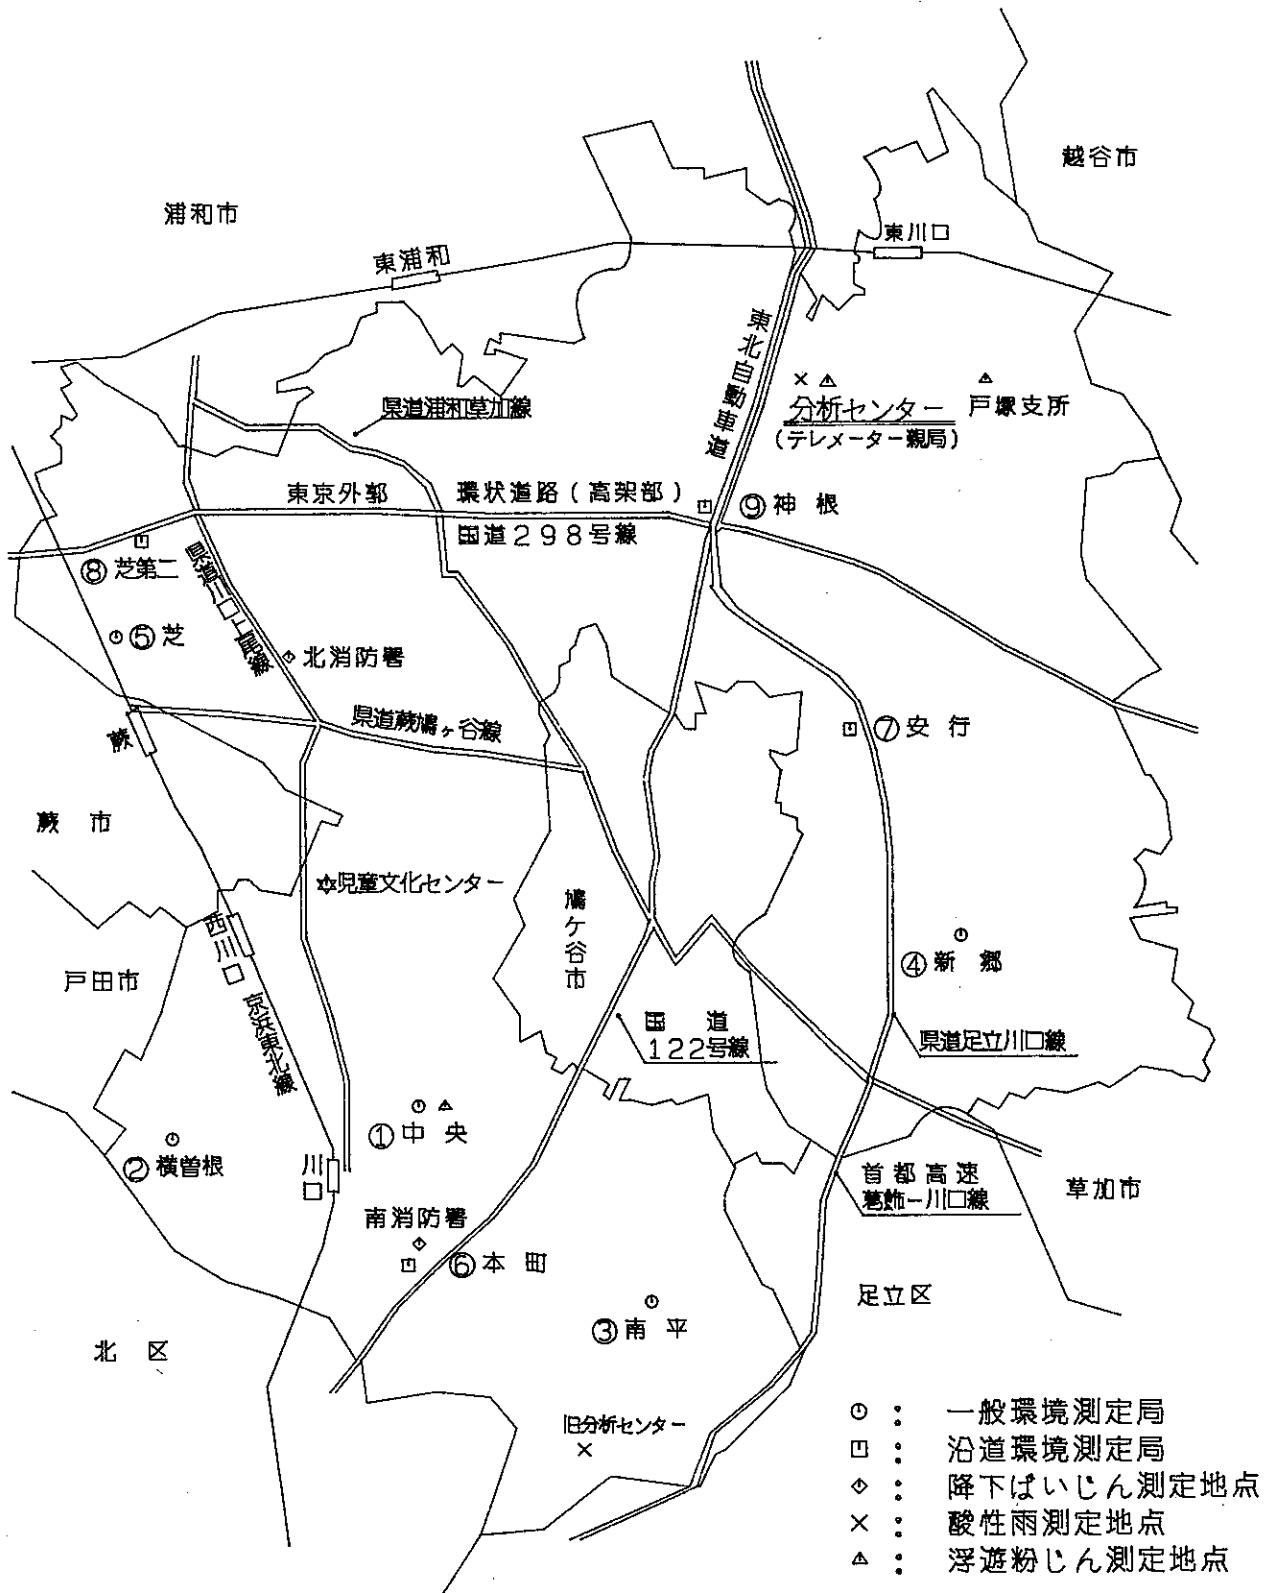 越谷市
浦和市
東川口
東浦和
東北自動車道
分析センター
(テレメーター親局)
戸塚支所
県道浦和草加線
東京外郭 環状道路(高架部)
国道298号線
⑨神根
⑧芝第二
県道川口上尾線
⑤芝
北消防署
県道蕨鳩ヶ谷線
⑦安行
蕨
蕨市
児童文化センター
鳩ケ谷市
西川口
④新郷
戸田市
京浜東北線
国道
122号線
県道足立川口線
①中央
②横曽根
川口
首都高速
葛飾ー川口線
草加市
南消防署
⑥本町
足立区
③南平
北区
旧分析センター
: 一般環境測定局
: 沿道環境測定局
: 降下ばいじん測定地点
: 酸性雨測定地点
: 浮遊粉じん測定地点